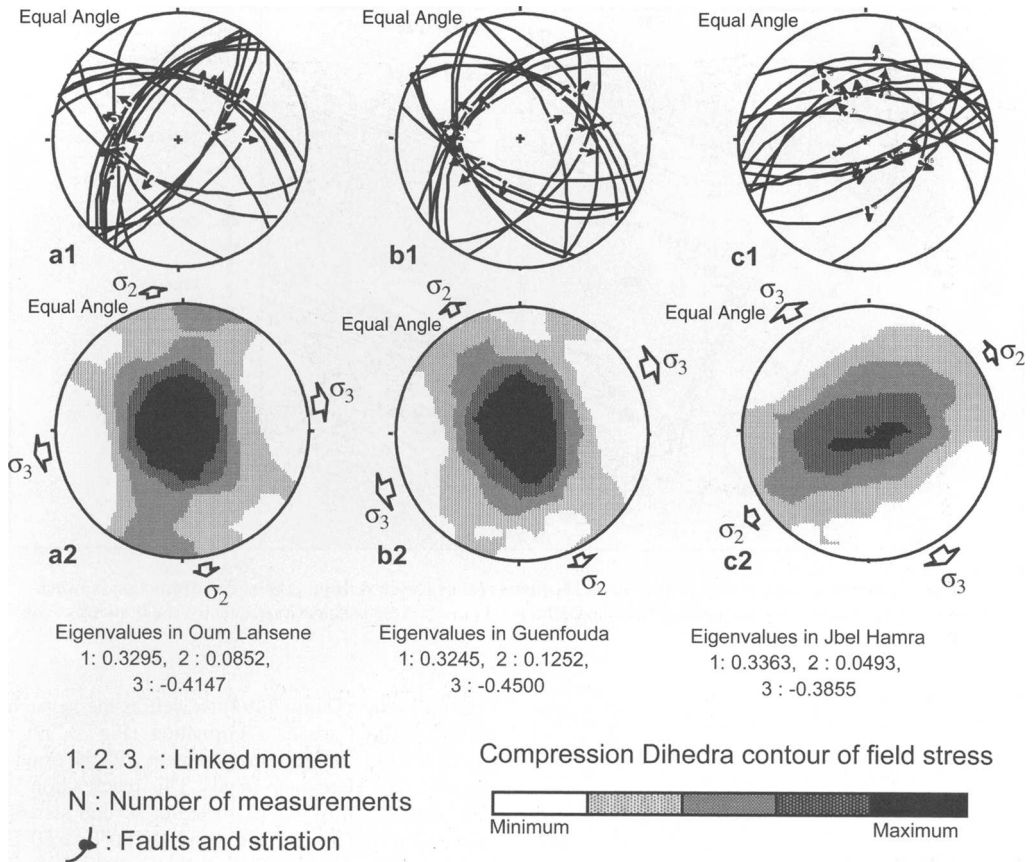 Equal Angle
Equal Angle
Equal Angle
a1
b1
c1
σ2
σ2
σ3
Equal Angle
Equal Angle
Equal Angle
σ2
σ3
σ3
σ3
σ3
σ2
a2
b2
c2
σ2
σ2
σ3
Eigenvalues in Oum Lahsene
1: 0.3295, 2 : 0.0852,
3 : -0.4147
Eigenvalues in Guenfouda
1: 0.3245, 2 : 0.1252,
3 : -0.4500
Eigenvalues in Jbel Hamra
1: 0.3363, 2 : 0.0493,
3 : -0.3855
1. 2. 3. : Linked moment
N : Number of measurements
: Faults and striation
Compression Dihedra contour of field stress
Minimum
Maximum